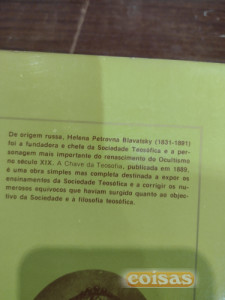 De origem russa, Helena Petrovna Blavatsky (1831-1891)
foi a fundadora e chefa da Sociedade Teosófica e a per-
sonagem mais importante do renascimento do Ocultismo
no século XIX. A Chave da Teosofia, publicada em 1889,
é uma obra simples mas completa destinada a expor os
ensinamentos da Sociedade Teosófica e a corrigir os nu-
merosos equívocos que haviam surgido quanto ao objec-
tivo da Sociedade e à filosofia teosófica.
coisas